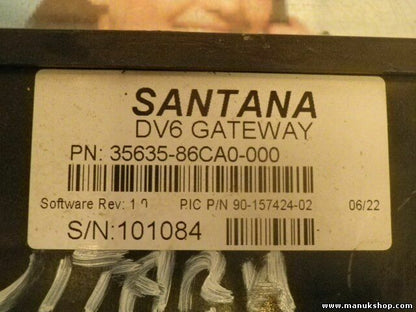 SANTANA
DV6 GATEWAY
PN: 35635-86CA0-000
Software Rev: 1.0 P.IC P/N 90-157424-02 06/22
S/N:101084
www.manukshop.com